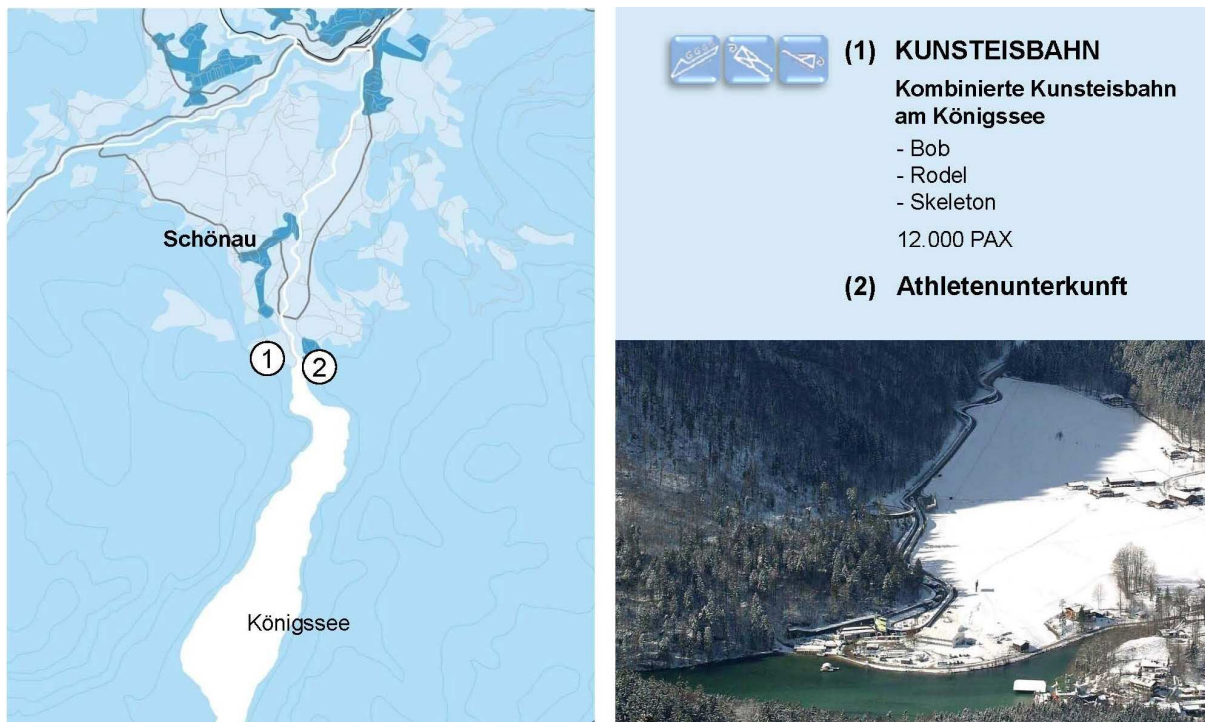 Schönau
1
2
Königssee
(1) KUNSTEISBAHN
Kombinierte Kunsteisbahn
am Königssee
- Bob
- Rodel
- Skeleton
12.000 PAX
(2) Athletenunterkunft